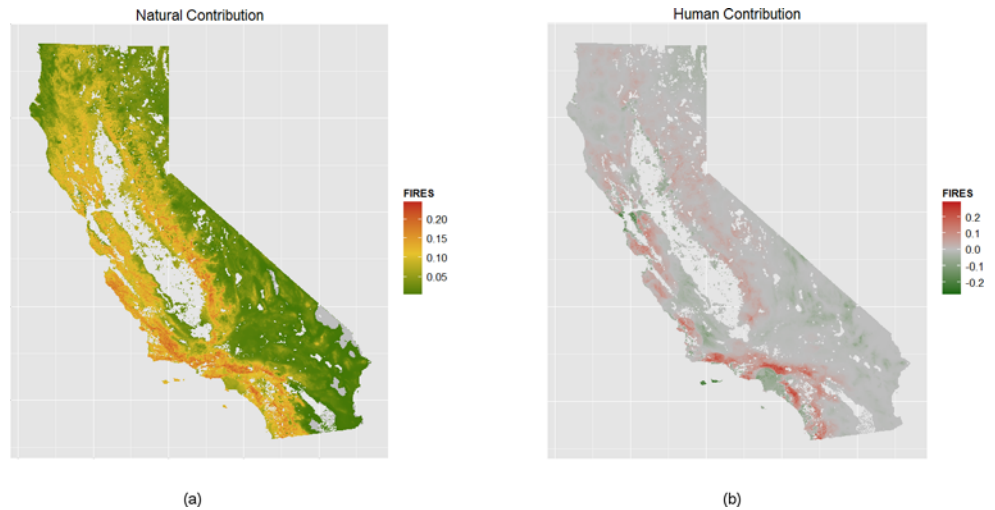 Natural Contribution
FIRES
0.20
0.15
0.10
0.05
(a)
Human Contribution
FIRES
0.2
0.1
0.0
-0.1
-0.2
(b)